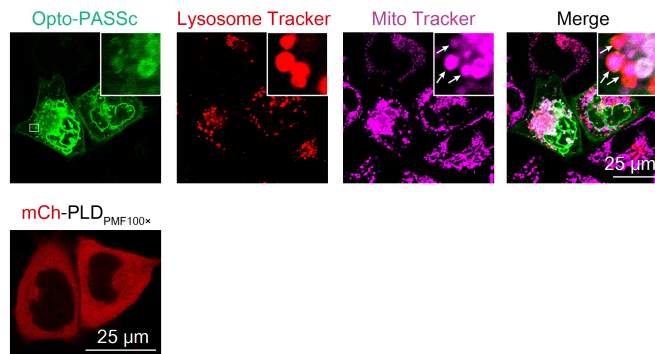 Opto-PASSc Lysosome Tracker Mito Tracker Merge
25 µm
mCh-PLDPMF100×
25 µm